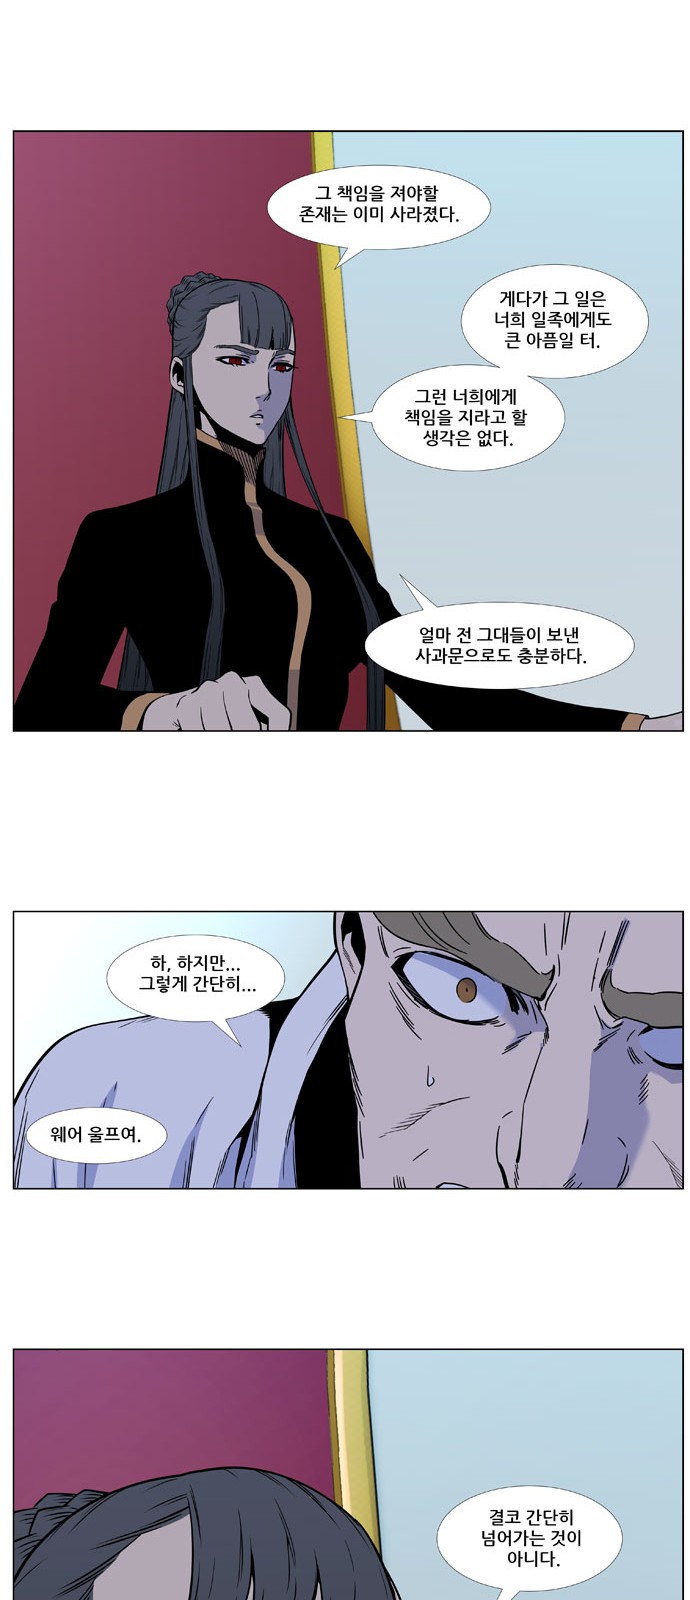 그 책임을 져야할
존재는 이미 사라졌다.
게다가 그 일은
너희 일족에게도
큰 아픔일 터.
그런 너희에게
책임을 지라고 할
생각은 없다.
얼마 전 그대들이 보낸
사과문으로도 충분하다.
하, 하지만...
그렇게 간단히...
웨어 울프여.
결코 간단히
넘어가는 것이
아니다.